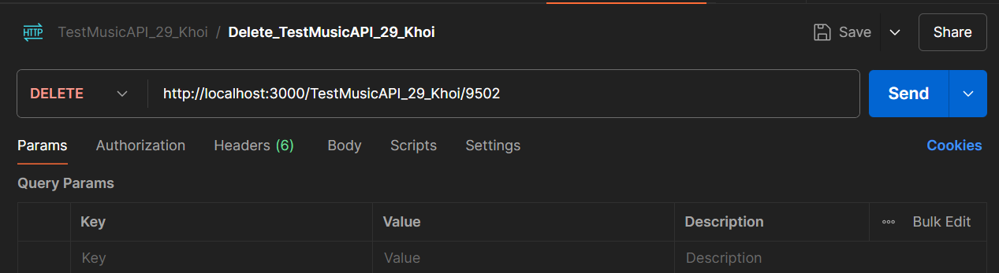 HTTP TestMusicAPI_29_Khoi / Delete_TestMusicAPI_29_Khoi Save Share
DELETE http://localhost:3000/TestMusicAPI_29_Khoi/9502 Send
Params Authorization Headers (6) Body Scripts Settings Cookies
Query Params
Key Value Description Bulk Edit
Key Value Description